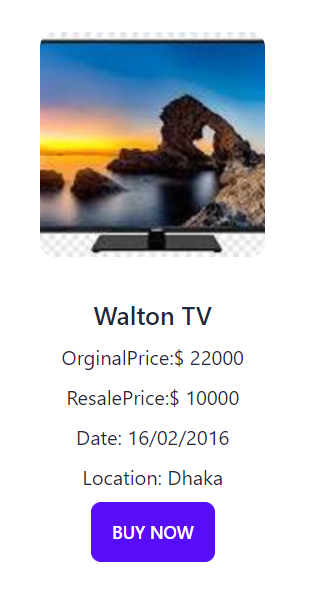 Walton TV
OrginalPrice:$ 22000
ResalePrice:$ 10000
Date: 16/02/2016
Location: Dhaka
BUY NOW